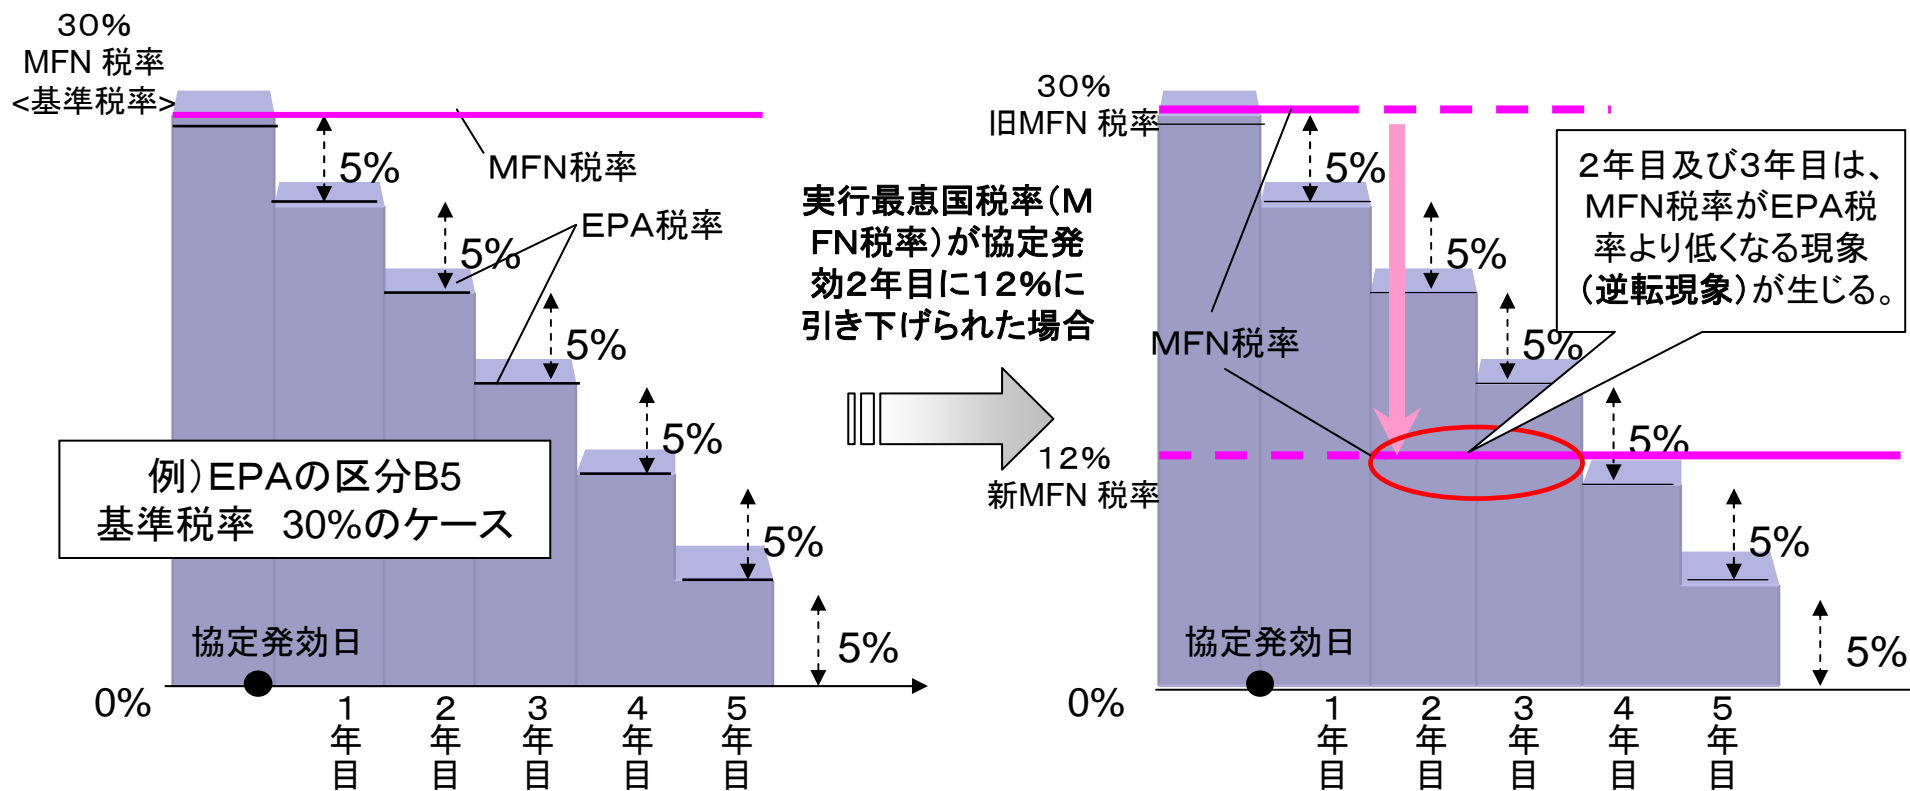 30%
MFN 税率
<基準税率>
5%
MFN税率
5%
EPA税率
5%
5%
5%
5%
例）EPAの区分B5
基準税率　30%のケース
協定発効日
0%
1年目
2年目
3年目
4年目
5年目
実行最恵国税率（M
FN税率）が協定発
効2年目に12%に
引き下げられた場合
30%
旧MFN 税率
5%
5%
5%
5%
5%
5%
MFN税率
2年目及び3年目は、
MFN税率がEPA税
率より低くなる現象
（逆転現象）が生じる。
12%
新MFN 税率
協定発効日
0%
1年目
2年目
3年目
4年目
5年目